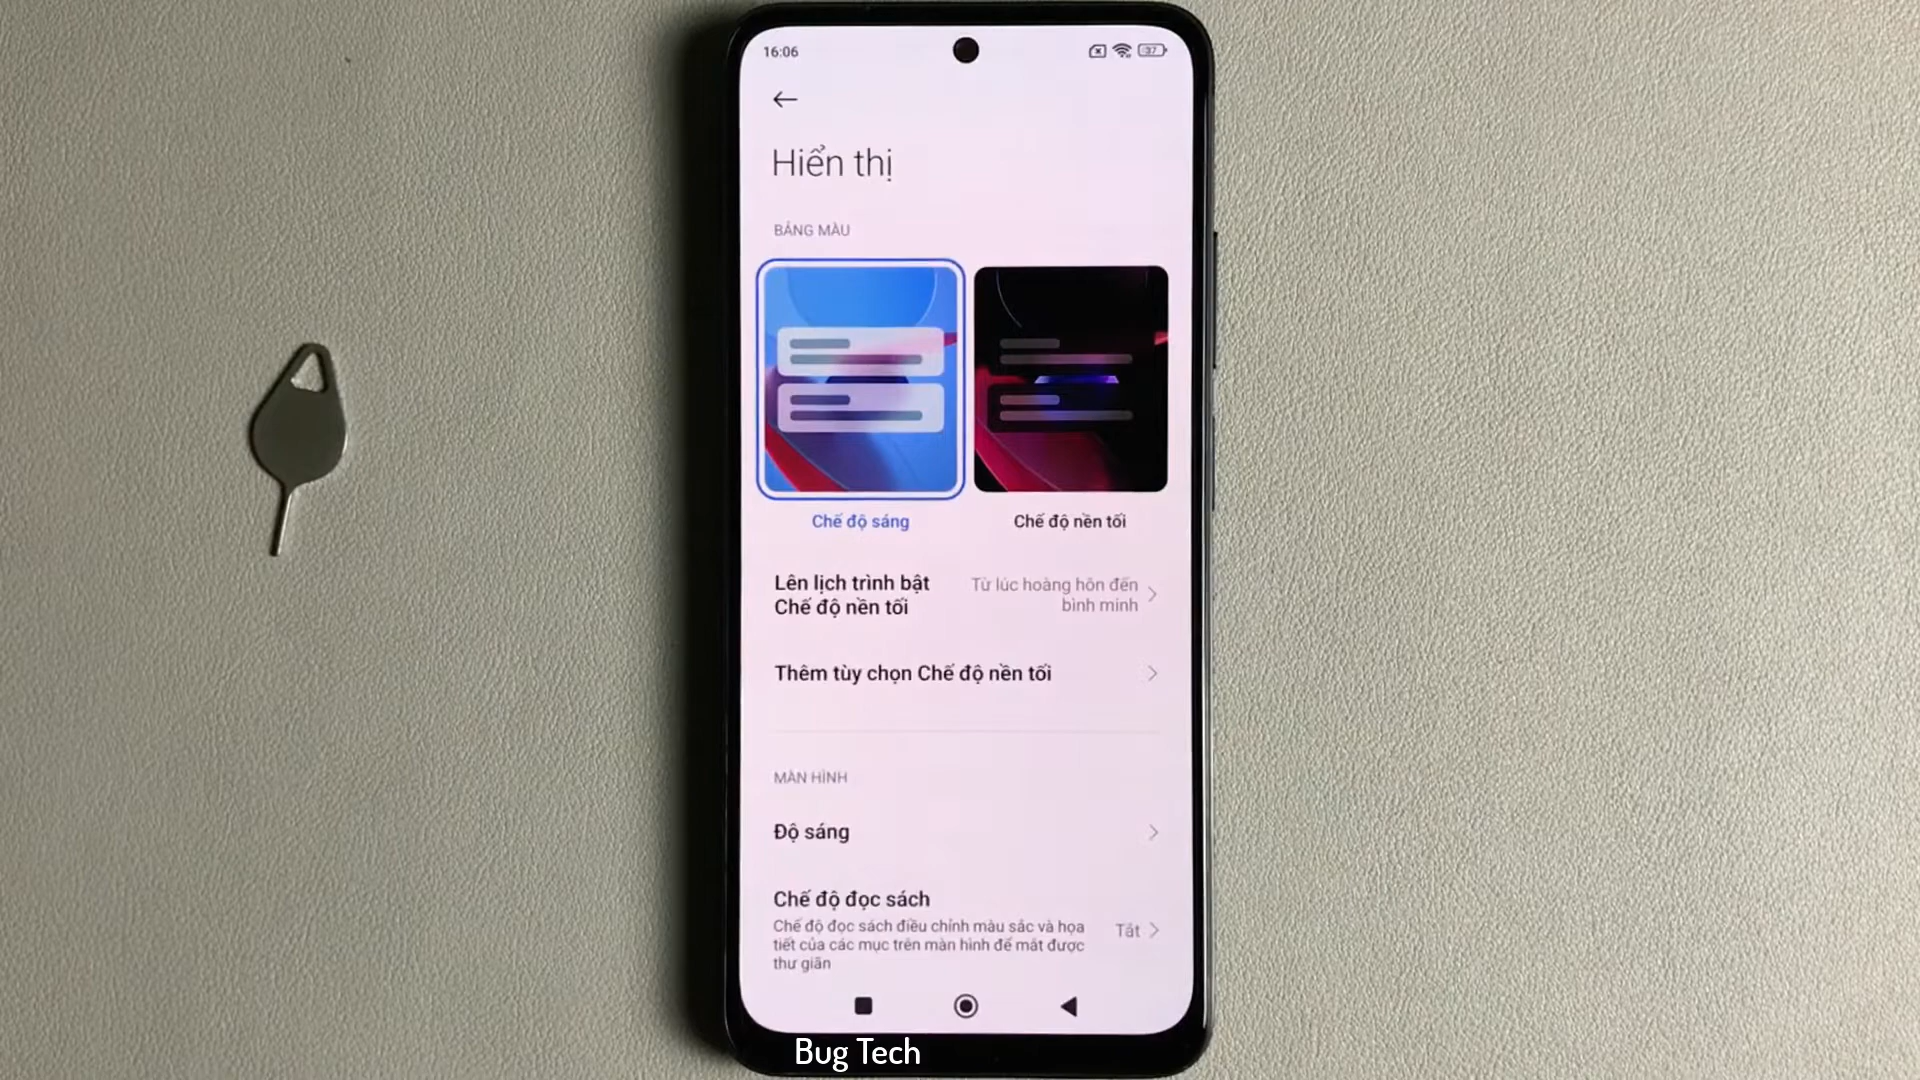 16:06
37
Hiển thị
BẢNG MÀU
Chế độ sáng
Chế độ nền tối
Lên lịch trình bật
Chế độ nền tối
Từ lúc hoàng hôn đến
bình minh
Thêm tùy chọn Chế độ nền tối
MÀN HÌNH
Độ sáng
Chế độ đọc sách
Chế độ đọc sách điều chỉnh màu sắc và họa
tiết của các mục trên màn hình để mắt được
thư giãn
Tắt
Bug Tech